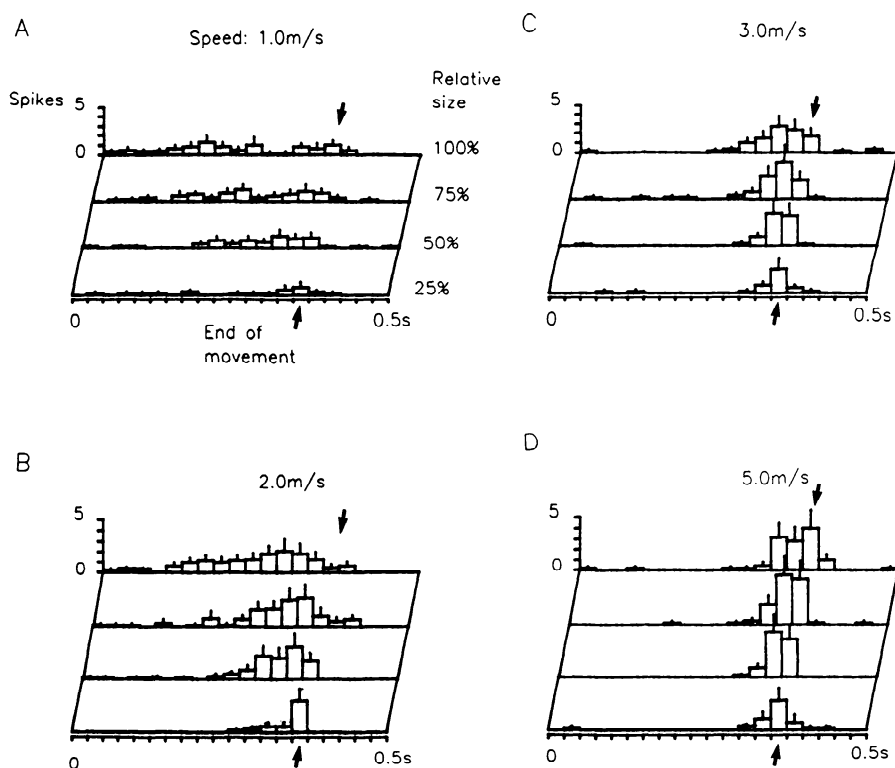 A
Speed: 1.0m/s
Spikes
5
0
Relative
size
100%
75%
50%
25%
0
0.5s
End of
movement
B
2.0m/s
5
0
0
0.5s
C
3.0m/s
5
0
0
0.5s
D
5.0m/s
5
0
0
0.5s